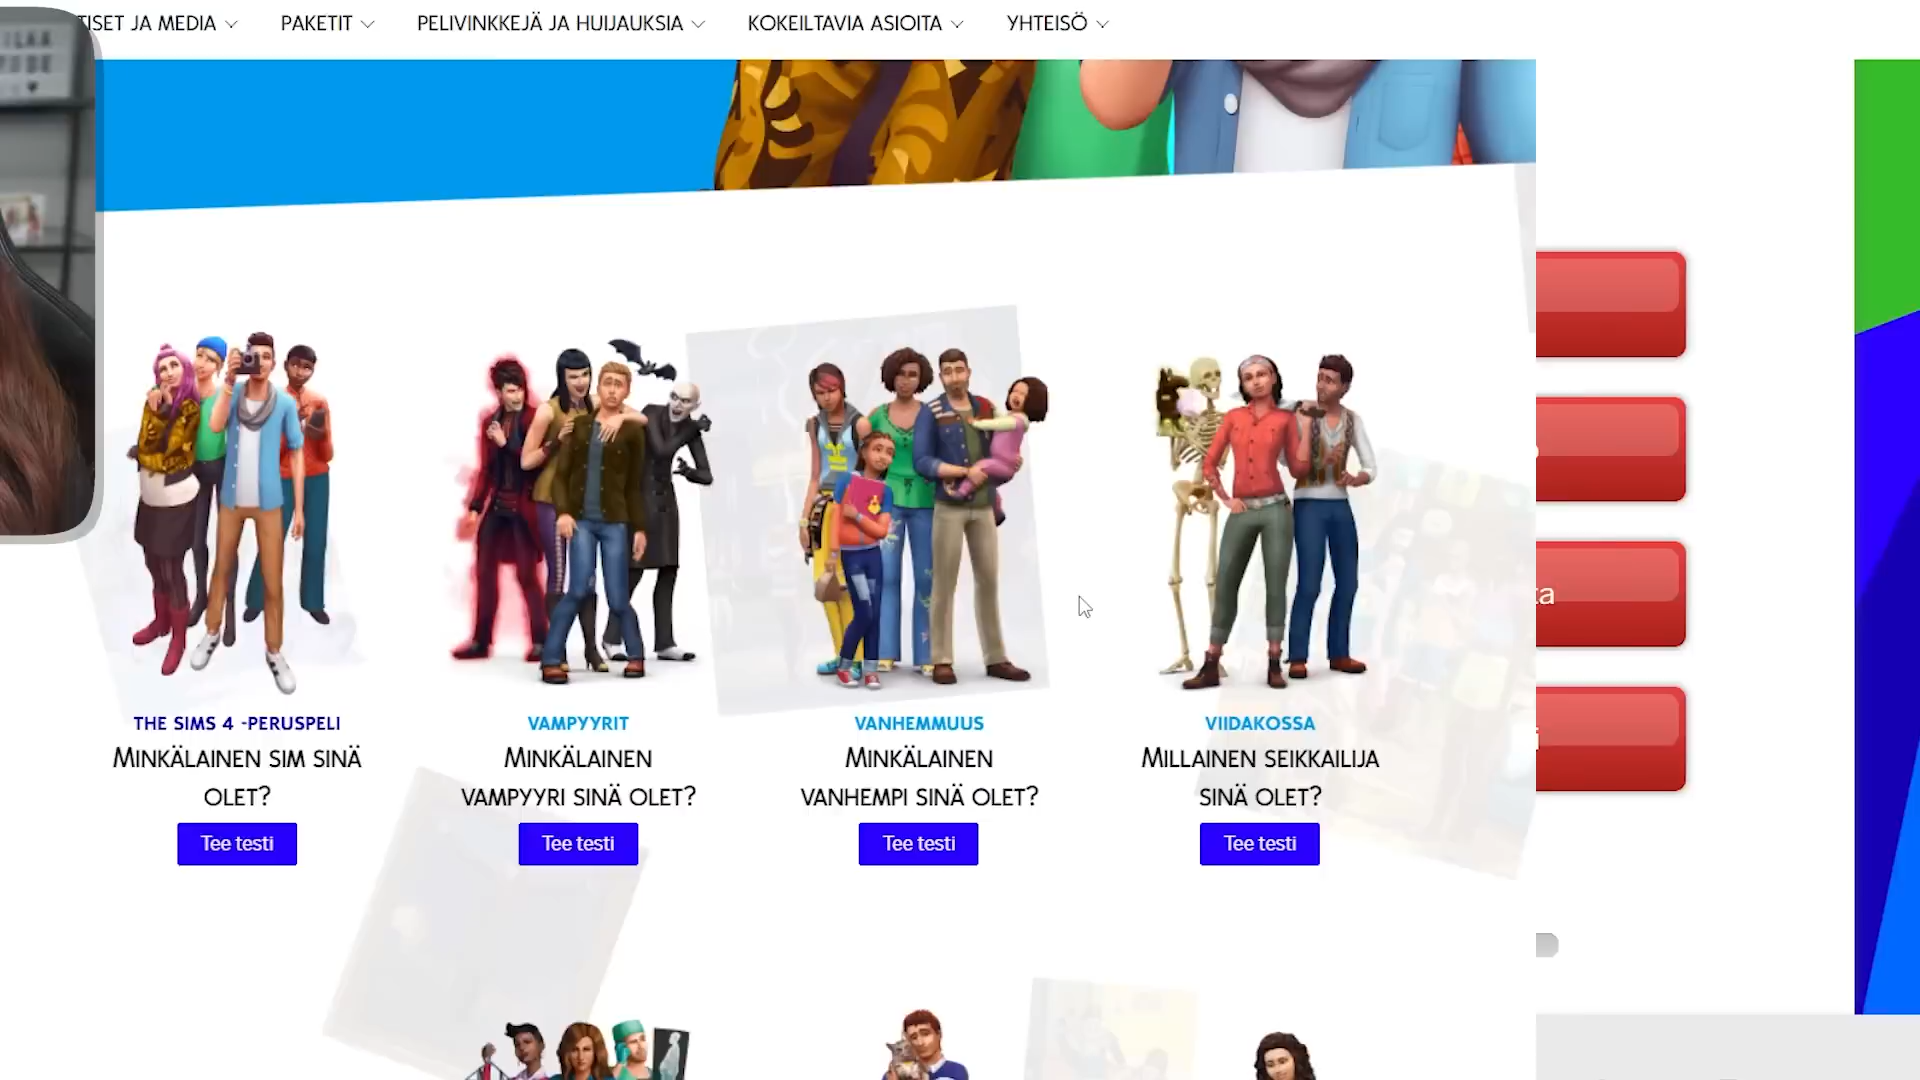 TISET JA MEDIA
PAKETIT
PELIVINKKEJÄ JA HUIJAUKSIA
KOKEILTAVIA ASIOITA
YHTEISÖ
ta
THE SIMS 4 -PERUSPELI
MINKÄLAINEN SIM SINÄ
OLET?
Tee testi
VAMPYYRIT
MINKÄLAINEN
VAMPYYRI SINÄ OLET?
Tee testi
VANHEMMUUS
MINKÄLAINEN
VANHEMPI SINÄ OLET?
Tee testi
VIIDAKOSSA
MILLAINEN SEIKKAILIJA
SINÄ OLET?
Tee testi